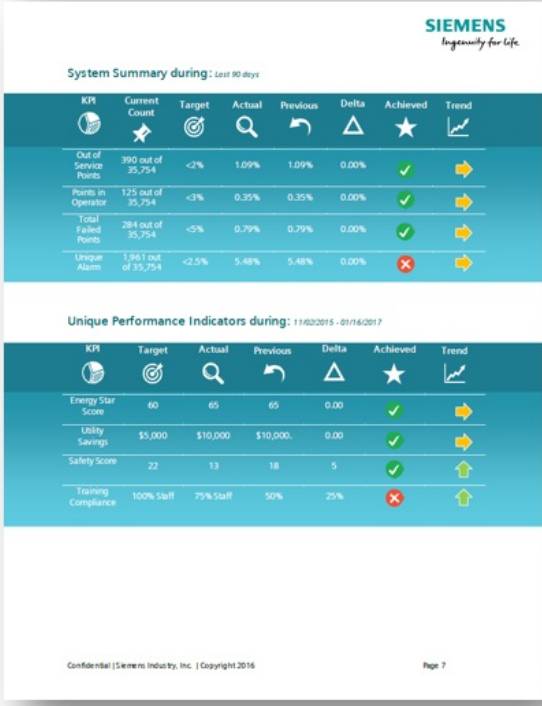 SIEMENS
Ingenuity for life
System Summary during: Last 90 days
KPI Current Count Target Actual Previous Delta Achieved Trend
Out of Service Points 390 out of 35,754 <2% 1.09% 1.09% 0.00%
Points in Operator 125 out of 35,754 <3% 0.35% 0.35% 0.00%
Total Failed Points 284 out of 35,754 <5% 0.79% 0.79% 0.00%
Unique Alarm 1,961 out of 35,754 <2.5% 5.48% 5.48% 0.00%
Unique Performance Indicators during: 11/02/2015 - 01/16/2017
KPI Target Actual Previous Delta Achieved Trend
Energy Star Score 60 65 65 0.00
Utility Savings $5,000 $10,000 $10,000. 0.00
Safety Score 22 13 18 5
Training Compliance 100% Staff 75% Staff 50% 25%
Confidential | Siemens Industry, Inc. | Copyright 2016 Page 7